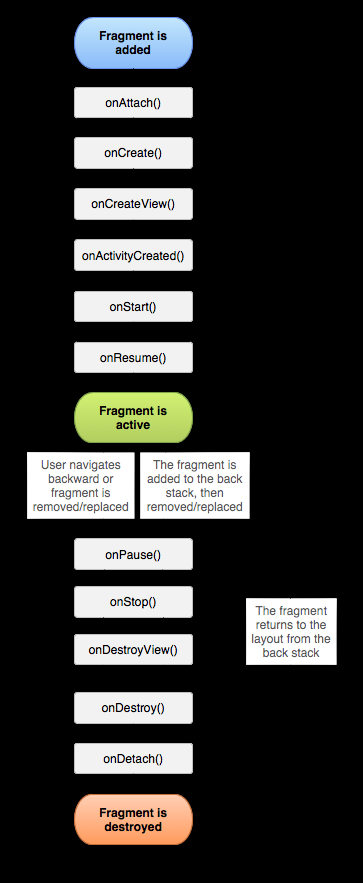 Fragment is
added
onAttach()
onCreate()
onCreateView()
onActivityCreated()
onStart()
onResume()
Fragment is
active
User navigates
backward or
fragment is
removed/replaced
The fragment is
added to the back
stack, then
removed/replaced
onPause()
onStop()
onDestroyView()
The fragment
returns to the
layout from the
back stack
onDestroy()
onDetach()
Fragment is
destroyed